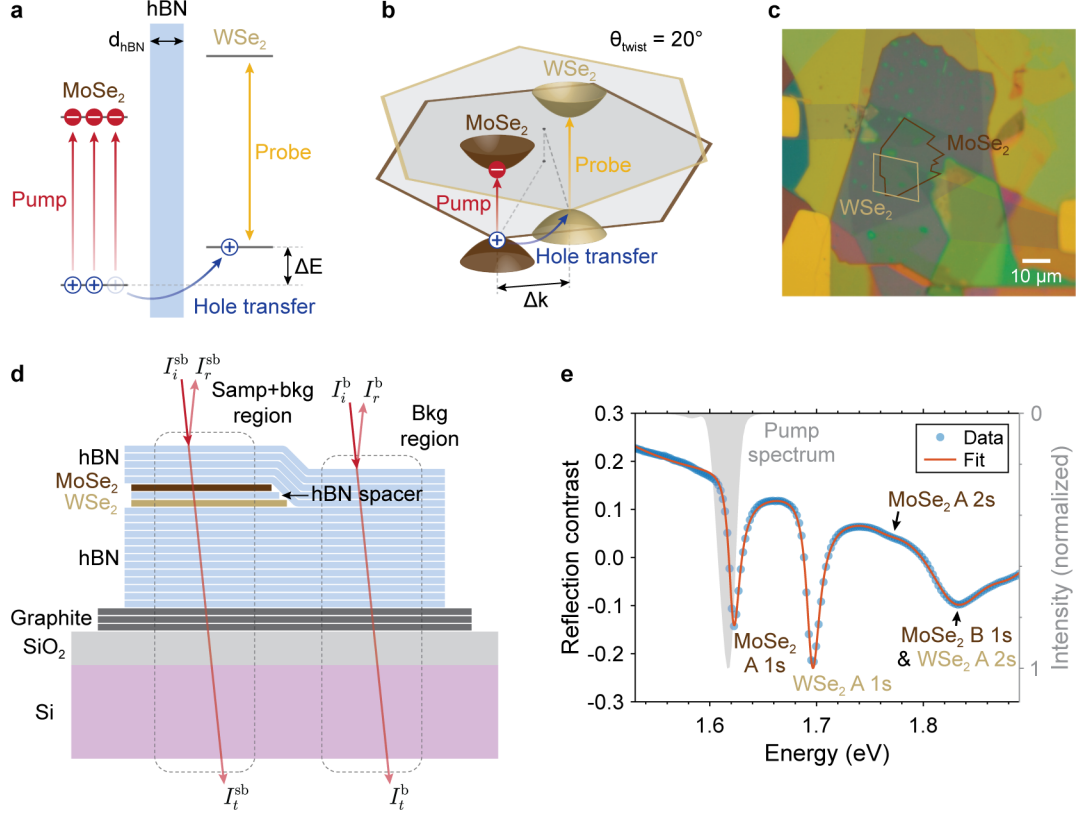 a
hBN
d_hBN
WSe₂
MoSe₂
Pump
Probe
ΔE
Hole transfer
b
θ_twist = 20°
WSe₂
MoSe₂
Probe
Pump
Hole transfer
Δk
c
MoSe₂
WSe₂
10 µm
d
I_i^sb I_r^sb
Samp+bkg
region
I_i^b I_r^b
Bkg
region
hBN
MoSe₂
WSe₂
hBN spacer
hBN
Graphite
SiO₂
Si
I_t^sb
I_t^b
e
Reflection contrast
0.3
0.2
0.1
0.0
-0.1
-0.2
-0.3
Pump
spectrum
Data
Fit
MoSe₂ A 2s
MoSe₂
A 1s
WSe₂ A 1s
MoSe₂ B 1s
& WSe₂ A 2s
0
1
Intensity (normalized)
1.6
1.7
1.8
Energy (eV)